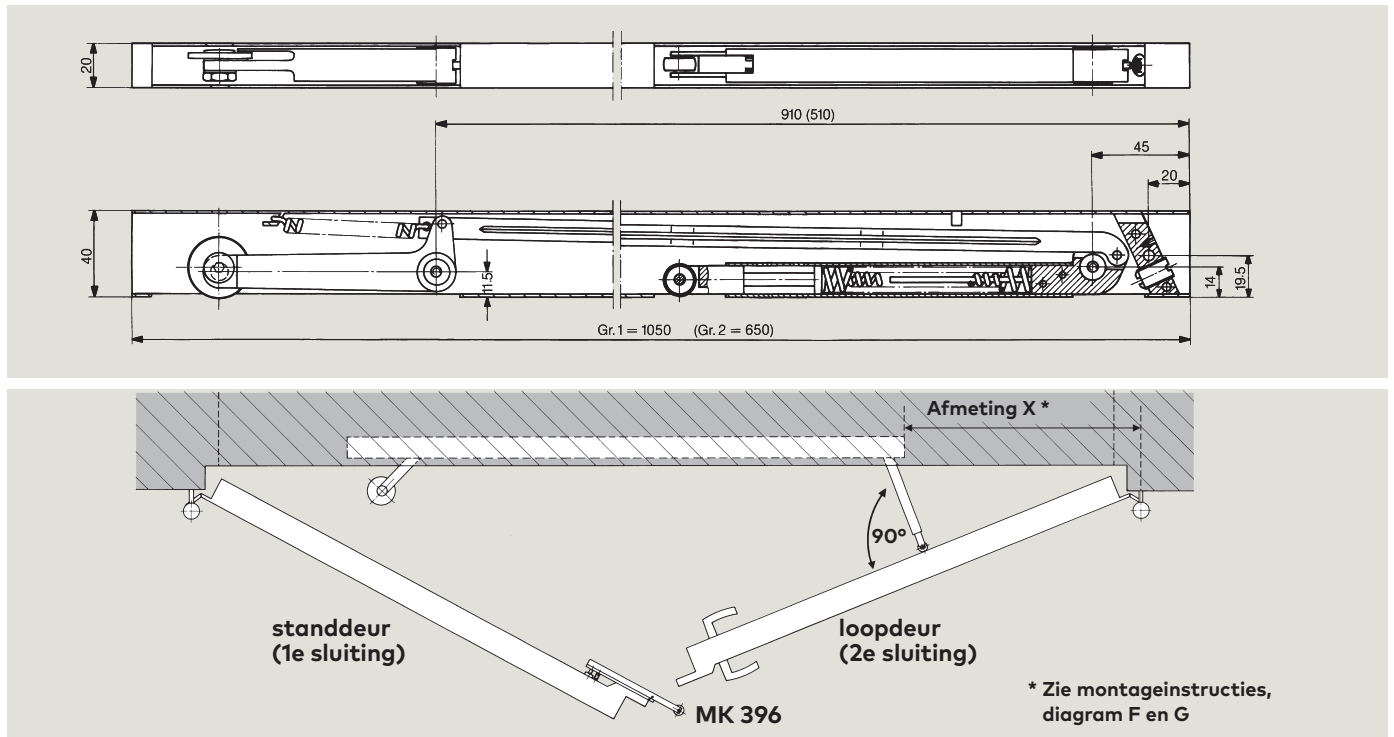 20
910 (510)
45
20
40
11.5
14
19.5
Gr. 1 = 1050 (Gr. 2 = 650)
Afmeting X *
90°
standdeur
(1e sluiting)
loopdeur
(2e sluiting)
MK 396
* Zie montageinstructies,
diagram F en G